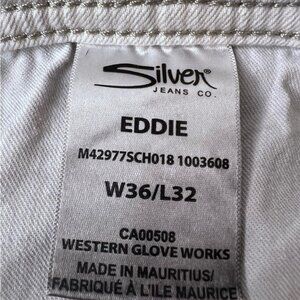 Silver®
JEANS CO.
EDDIE
M42977SCH018 1003608
W36/L32
CA00508
WESTERN GLOVE WORKS
MADE IN MAURITIUS/
FABRIQUÉ À L'ILE MAURICE